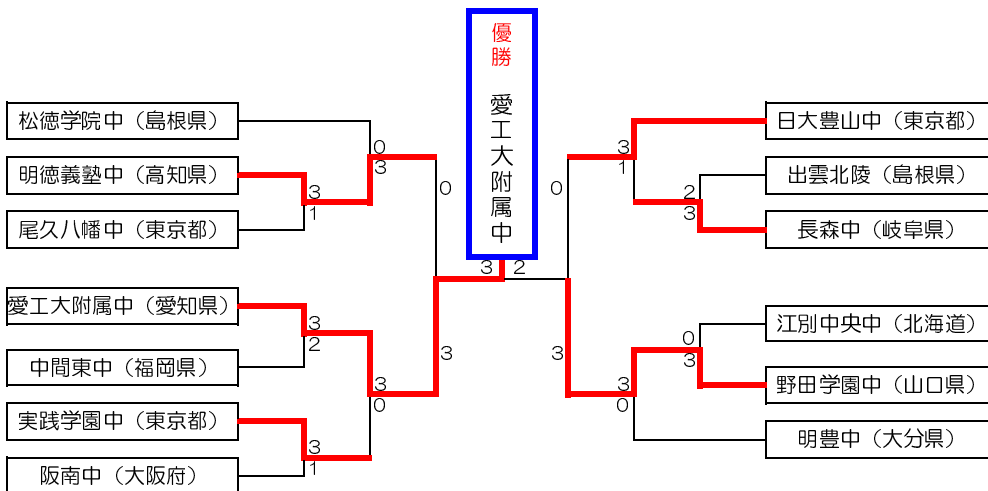 優勝
愛工大附属中
松徳学院中（島根県）
0
3
明徳義塾中（高知県）
3
1
尾久八幡中（東京都）
0
愛工大附属中（愛知県）
3
2
中間東中（福岡県）
3
3
0
実践学園中（東京都）
3
1
阪南中（大阪府）
3
2
日大豊山中（東京都）
3
1
出雲北陵（島根県）
2
3
長森中（岐阜県）
0
江別中央中（北海道）
0
3
野田学園中（山口県）
3
3
0
明豊中（大分県）